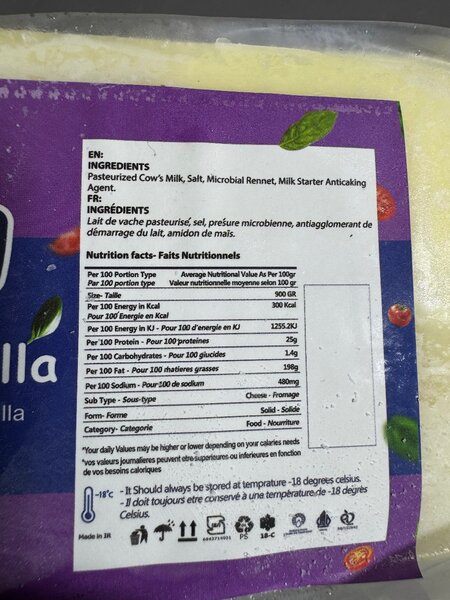 EN:
INGREDIENTS
Pasteurized Cow's Milk, Salt, Microbial Rennet, Milk Starter Anticaking
Agent.
FR:
INGRÉDIENTS
Lait de vache pasteurisé, sel, preśure microbienne, antiagglomerant de
démarrage du lait, amidon de maïs.
Nutrition facts- Faits Nutritionnels
Per 100 Portion Type Average Nutritional Value As Per 100gr
Par 100 portion type Valeur nutritionnelle moyenne selon 100 gr
Size- Taille 900 GR
Per 100 Energy in Kcal 300 Kcal
Pour 100 Énergie en Kcal
Per 100 Energy in KJ - Pour 100 d'energie en KJ 1255.2KJ
Per 100 Protein - Pour 100 proteines 25g
Per 100 Carbohydrates - Pour 100 glucides 1.4g
Per 100 Fat - Pour 100 matieres grasses 198g
Per 100 Sodium - Pour 100 de sodium 480mg
Sub Type - Sous-type Cheese - Fromage
Form- Forme Solid - Solide
Category- Categorie Food - Nourriture
*Your daily Values may be higher or lower depending on your calaries needs
*vos valeurs journalieres peuvent etre superieures ou inferieures en fonction
de vos besoins caloriques
-18°c
- It Should always be stored at temprature -18 degrees celsius.
- Il doit toujours etre conservé à une température de -18 degrés
Celsius.
Made in IR
PS
18-C
lla
lla